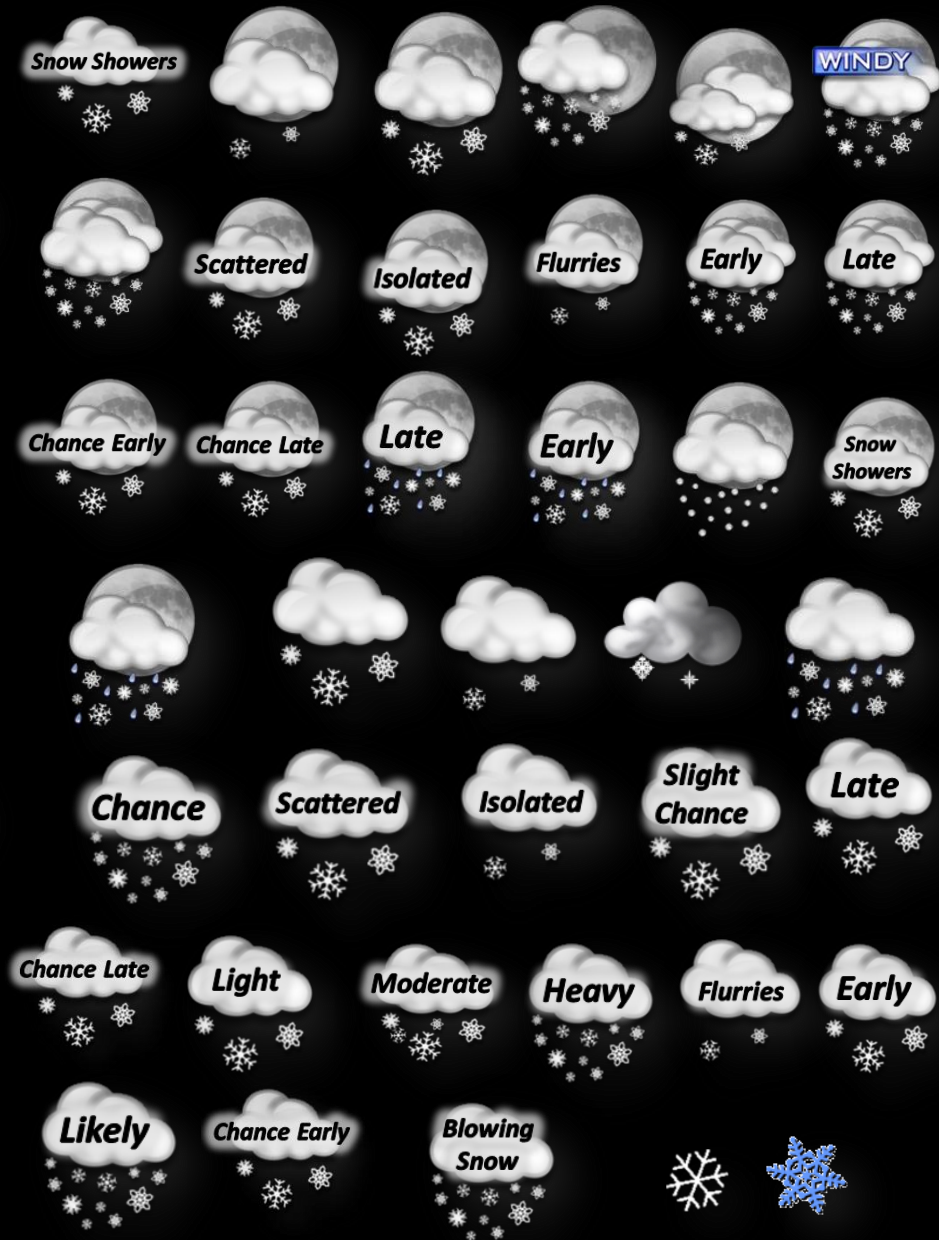 Snow Showers
WINDY
Scattered
Isolated
Flurries
Early
Late
Chance Early
Chance Late
Late
Early
Snow
Showers
Chance
Scattered
Isolated
Slight
Chance
Late
Chance Late
Light
Moderate
Heavy
Flurries
Early
Likely
Chance Early
Blowing
Snow